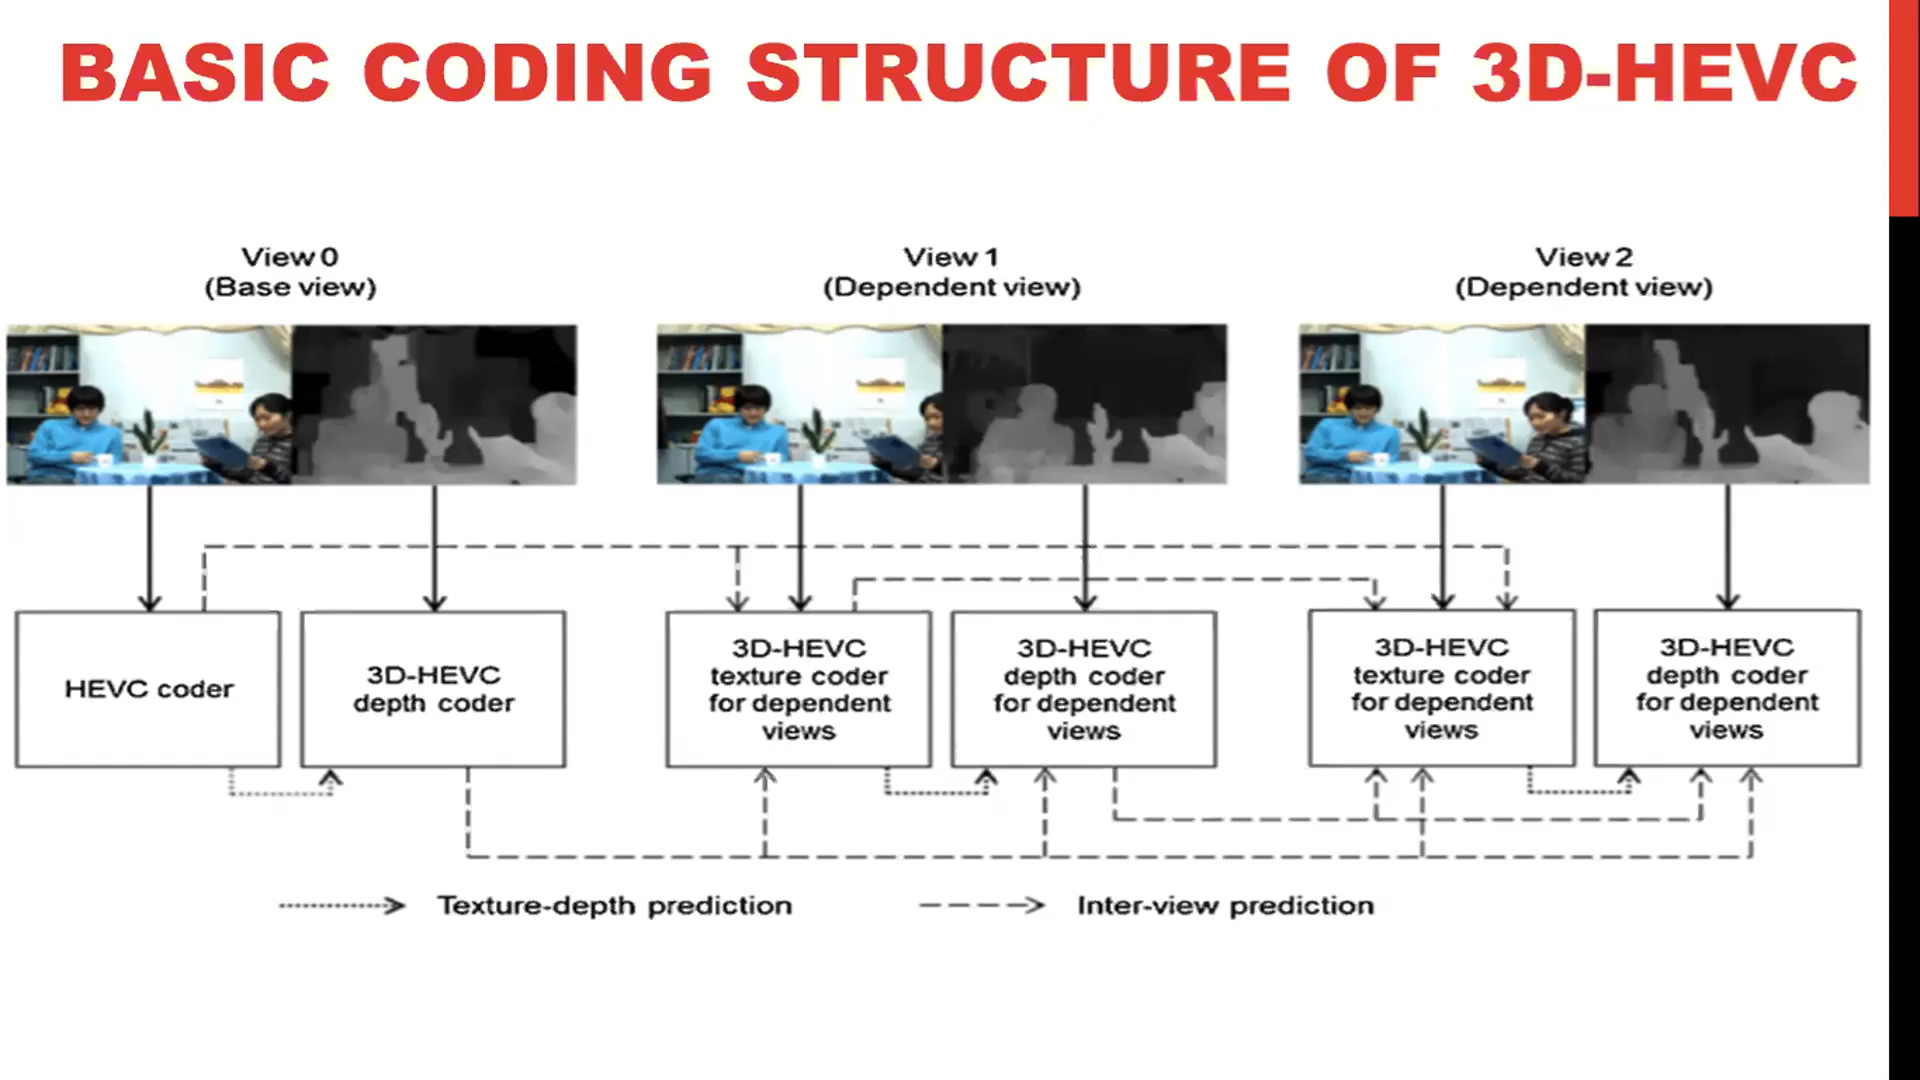 BASIC CODING STRUCTURE OF 3D-HEVC
View 0
(Base view)
View 1
(Dependent view)
View 2
(Dependent view)
HEVC coder
3D-HEVC
depth coder
3D-HEVC
texture coder
for dependent
views
3D-HEVC
depth coder
for dependent
views
3D-HEVC
texture coder
for dependent
views
3D-HEVC
depth coder
for dependent
views
Texture-depth prediction
Inter-view prediction